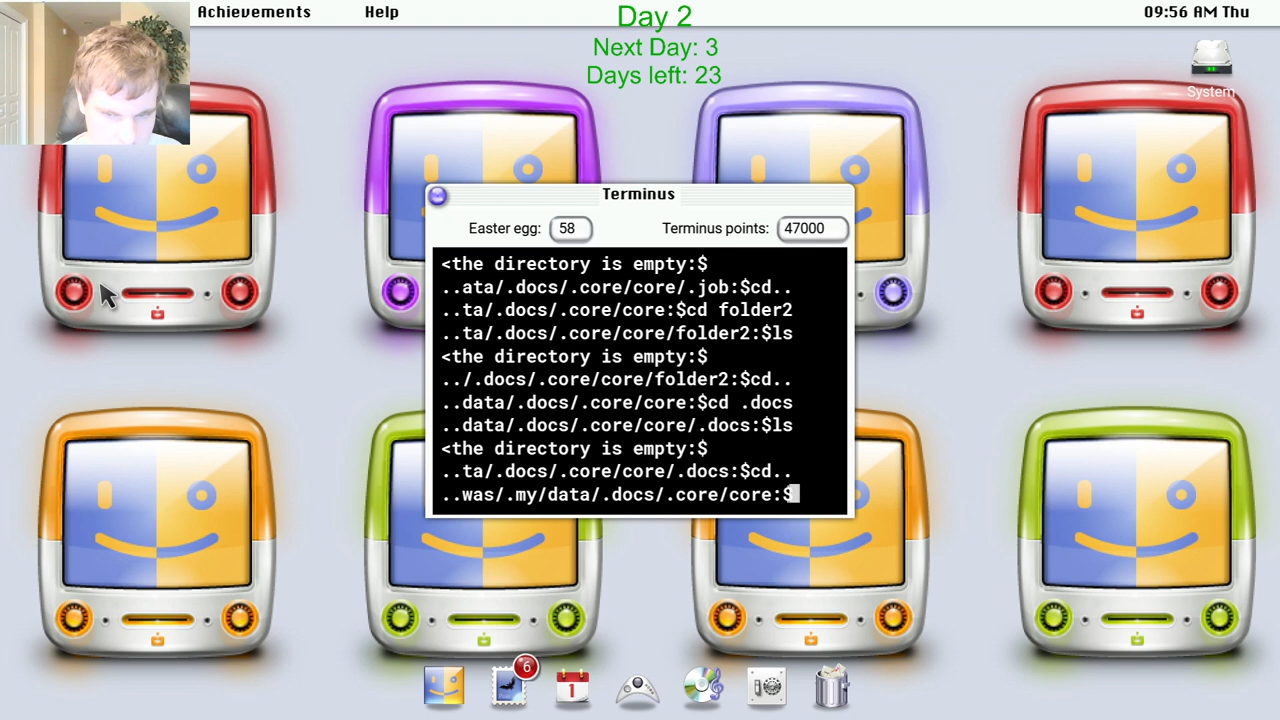 Achievements Help 09:56 AM Thu
Day 2
Next Day: 3
Days left: 23
System
Terminus
Easter egg: 58 Terminus points: 47000
<the directory is empty:$
..ata/.docs/.core/core/.job:$cd..
..ta/.docs/.core/core:$cd folder2
..ta/.docs/.core/core/folder2:$ls
<the directory is empty:$
../.docs/.core/core/folder2:$cd..
..data/.docs/.core/core:$cd .docs
..data/.docs/.core/core/.docs:$ls
<the directory is empty:$
..ta/.docs/.core/core/.docs:$cd..
..was/.my/data/.docs/.core/core:$
6
1